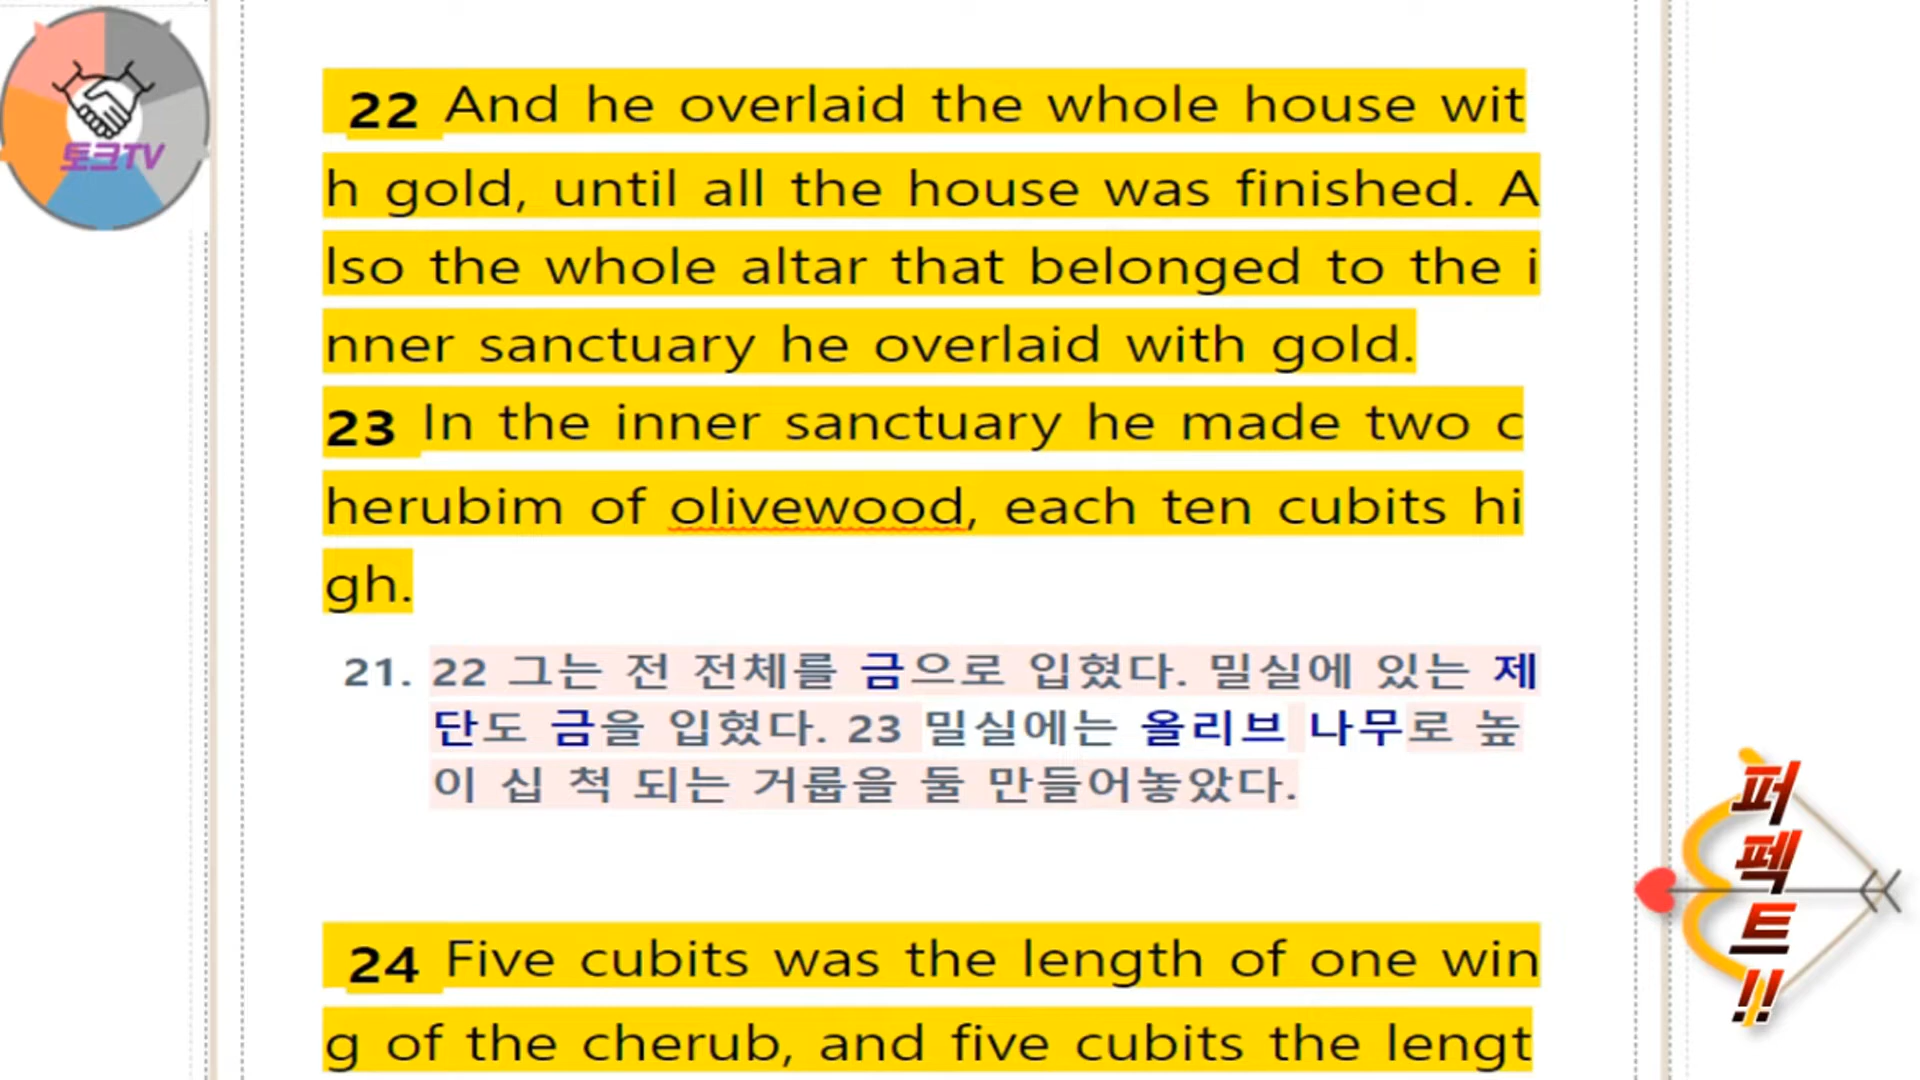 토크TV
22 And he overlaid the whole house wit
h gold, until all the house was finished. A
lso the whole altar that belonged to the i
nner sanctuary he overlaid with gold.
23 In the inner sanctuary he made two c
herubim of olivewood, each ten cubits hi
gh.
21. 22 그는 전 전체를 금으로 입혔다. 밀실에 있는 제
단도 금을 입혔다. 23 밀실에는 올리브 나무로 높
이 십 척 되는 거룹을 둘 만들어놓았다.
24 Five cubits was the length of one win
g of the cherub, and five cubits the lengt
퍼
펙
트
!!